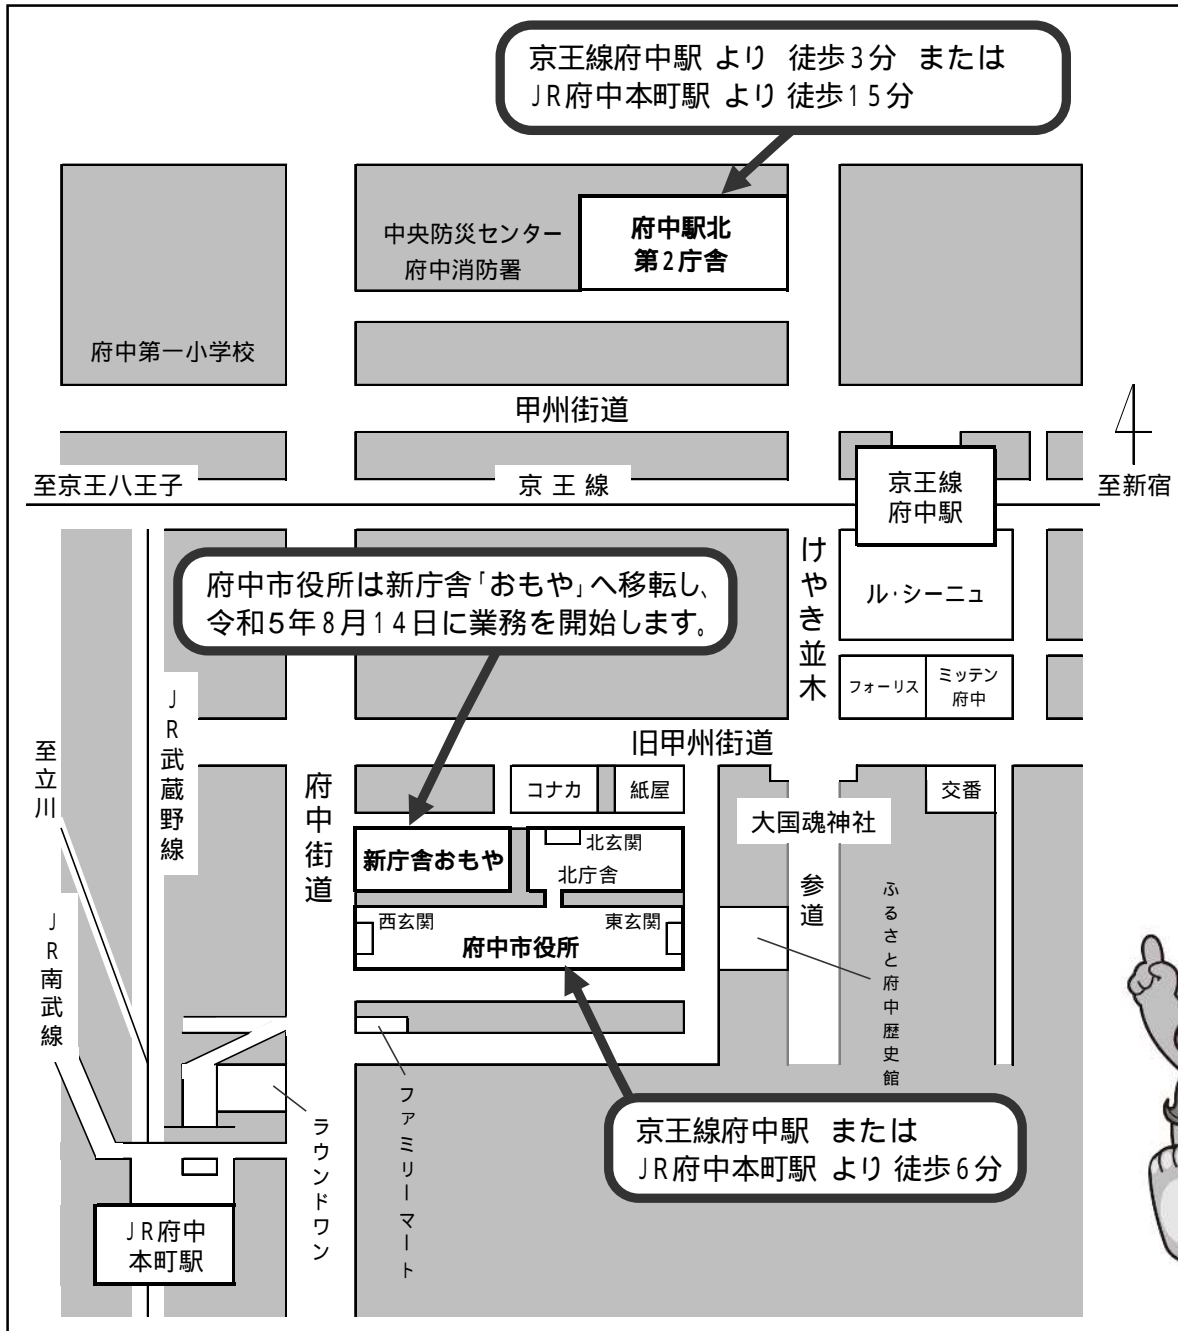 京王線府中駅 より 徒歩3分 または
JR府中本町駅 より 徒歩15分
中央防災センター
府中消防署
府中駅北
第2庁舎
府中第一小学校
甲州街道
至京王八王子
京王線
京王線
府中駅
至新宿
府中市役所は新庁舎「おもや」へ移転し、
令和5年8月14日に業務を開始します。
けやき並木
ル・シーニュ
フォーリス
ミッテン
府中
旧甲州街道
JR武蔵野線
至立川
府中街道
コナカ
紙屋
交番
大国魂神社
参道
新庁舎おもや
北玄関
北庁舎
西玄関
東玄関
府中市役所
ふるさと府中歴史館
JR南武線
ファミリーマート
ラウンドワン
京王線府中駅 または
JR府中本町駅 より 徒歩6分
JR府中
本町駅